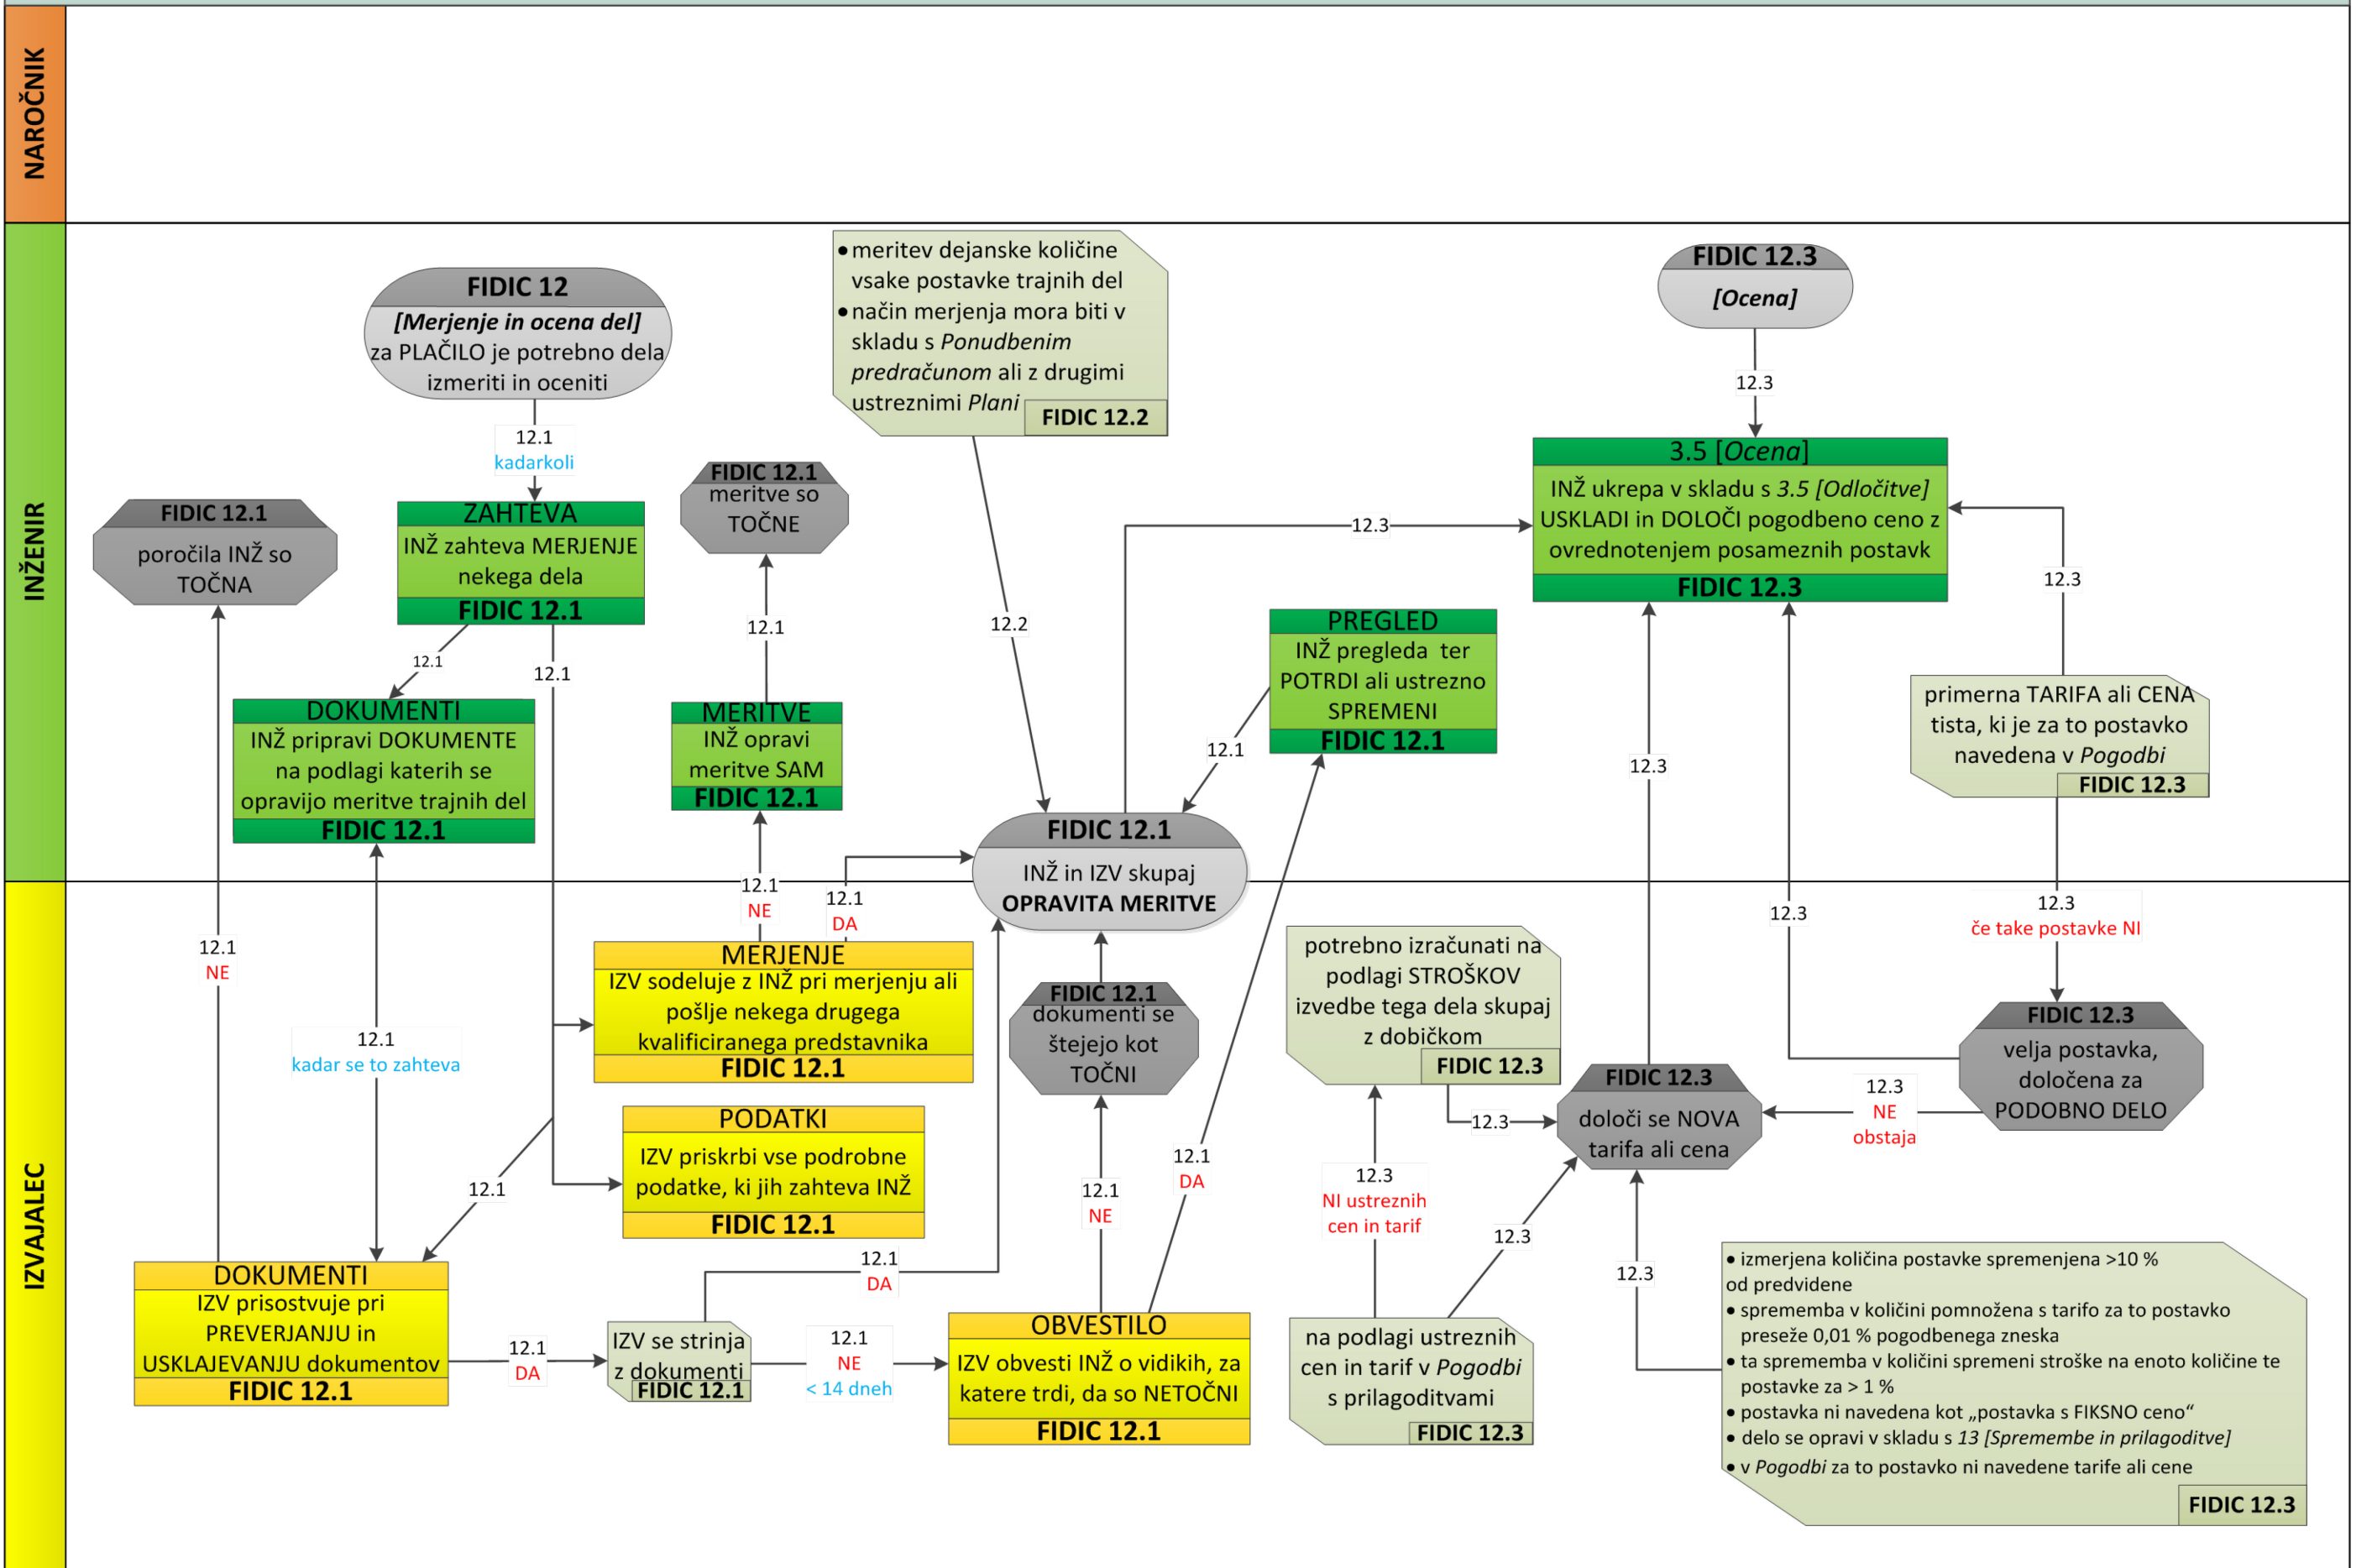 NAROČNIK
INŽENIR
IZVAJALEC
FIDIC 12
[Merjenje in ocena del]
za PLAČILO je potrebno dela
izmeriti in oceniti
12.1
kadarkoli
ZAHTEVA
INŽ zahteva MERJENJE
nekega dela
FIDIC 12.1
FIDIC 12.1
poročila INŽ so
TOČNA
12.1
12.1
DOKUMENTI
INŽ pripravi DOKUMENTE
na podlagi katerih se
opravijo meritve trajnih del
FIDIC 12.1
FIDIC 12.1
meritve so
TOČNE
12.1
MERITVE
INŽ opravi
meritve SAM
FIDIC 12.1
• meritev dejanske količine
vsake postavke trajnih del
• način merjenja mora biti v
skladu s Ponudbenim
predračunom ali z drugimi
ustreznimi Plani
FIDIC 12.2
12.2
12.3
PREGLED
INŽ pregleda ter
POTRDI ali ustrezno
SPREMENI
FIDIC 12.1
12.1
FIDIC 12.3
[Ocena]
12.3
3.5 [Ocena]
INŽ ukrepa v skladu s 3.5 [Odločitve]
USKLADI in DOLOČI pogodbeno ceno z
ovrednotenjem posameznih postavk
FIDIC 12.3
12.3
primerna TARIFA ali CENA
tista, ki je za to postavko
navedena v Pogodbi
FIDIC 12.3
12.3
FIDIC 12.1
INŽ in IZV skupaj
OPRAVITA MERITVE
12.1
NE
12.1
DA
12.1
NE
12.1
kadar se to zahteva
MERJENJE
IZV sodeluje z INŽ pri merjenju ali
pošlje nekega drugega
kvalificiranega predstavnika
FIDIC 12.1
PODATKI
IZV priskrbi vse podrobne
podatke, ki jih zahteva INŽ
FIDIC 12.1
12.1
12.1
DA
DOKUMENTI
IZV prisostvuje pri
PREVERJANJU in
USKLAJEVANJU dokumentov
FIDIC 12.1
12.1
DA
IZV se strinja
z dokumenti
FIDIC 12.1
12.1
NE
< 14 dneh
OBVESTILO
IZV obvesti INŽ o vidikih, za
katere trdi, da so NETOČNI
FIDIC 12.1
12.1
NE
12.1
DA
FIDIC 12.1
dokumenti se
štejejo kot
TOČNI
potrebno izračunati na
podlagi STROŠKOV
izvedbe tega dela skupaj
z dobičkom
FIDIC 12.3
12.3
12.3
NI ustreznih
cen in tarif
12.3
na podlagi ustreznih
cen in tarif v Pogodbi
s prilagoditvami
FIDIC 12.3
12.3
12.3
če take postavke NI
FIDIC 12.3
velja postavka,
določena za
PODOBNO DELO
12.3
NE
obstaja
FIDIC 12.3
določi se NOVA
tarifa ali cena
12.3
• izmerjena količina postavke spremenjena >10 %
od predvidene
• sprememba v količini pomnožena s tarifo za to postavko
preseže 0,01 % pogodbenega zneska
• ta sprememba v količini spremeni stroške na enoto količine te
postavke za > 1 %
• postavka ni navedena kot „postavka s FIKSNO ceno“
• delo se opravi v skladu s 13 [Spremembe in prilagoditve]
• v Pogodbi za to postavko ni navedene tarife ali cene
FIDIC 12.3